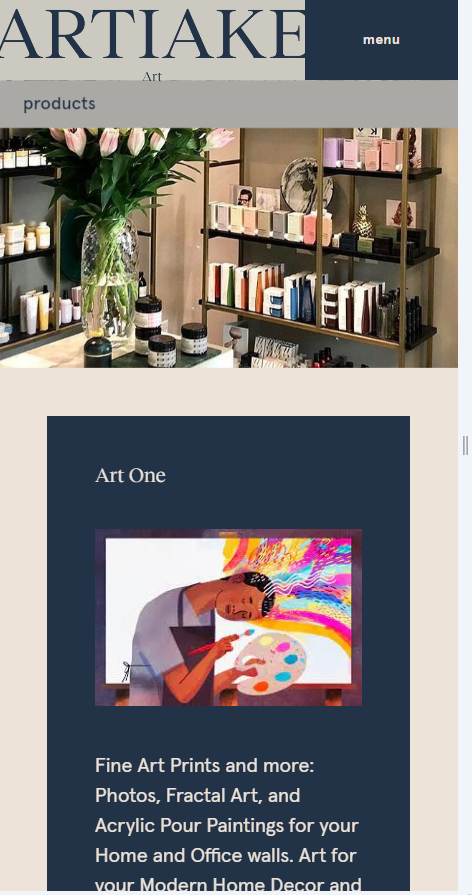 ARTIAKE
menu
Art
products
Art One
Fine Art Prints and more:
Photos, Fractal Art, and
Acrylic Pour Paintings for your
Home and Office walls. Art for
your Modern Home Decor and